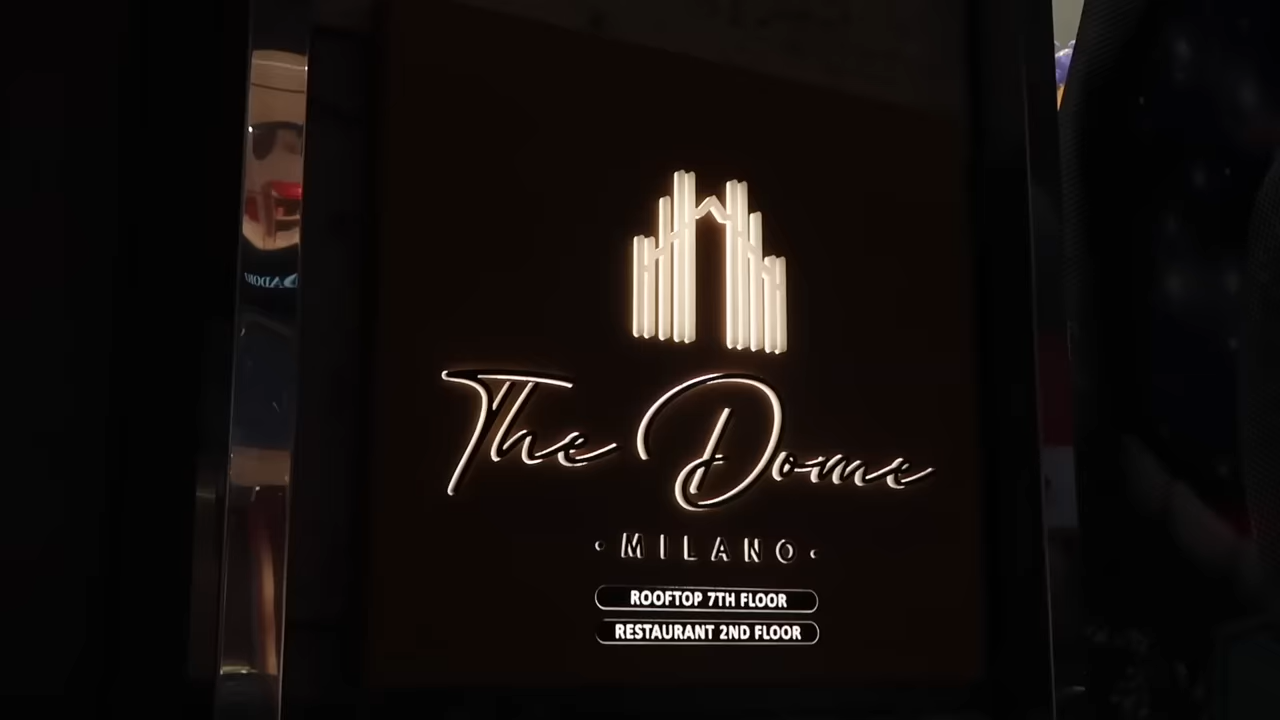 The Dome
• MILANO •
ROOFTOP 7TH FLOOR
RESTAURANT 2ND FLOOR